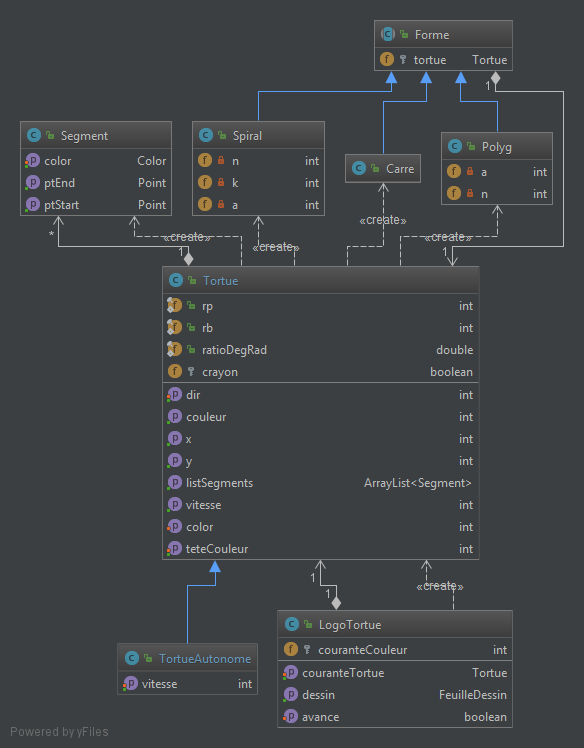 Forme
tortue Tortue
1
Segment
color Color
ptEnd Point
ptStart Point
Spiral
n int
k int
a int
Carre
Polyg
a int
n int
«create»
* 1 «create» «create» «create» 1
Tortue
rp int
rb int
ratioDegRad double
crayon boolean
dir int
couleur int
x int
y int
listSegments ArrayList<Segment>
vitesse int
color int
teteCouleur int
1
1
«create»
LogoTortue
couranteCouleur int
couranteTortue Tortue
dessin FeuilleDessin
avance boolean
TortueAutonome
vitesse int
Powered by yFiles